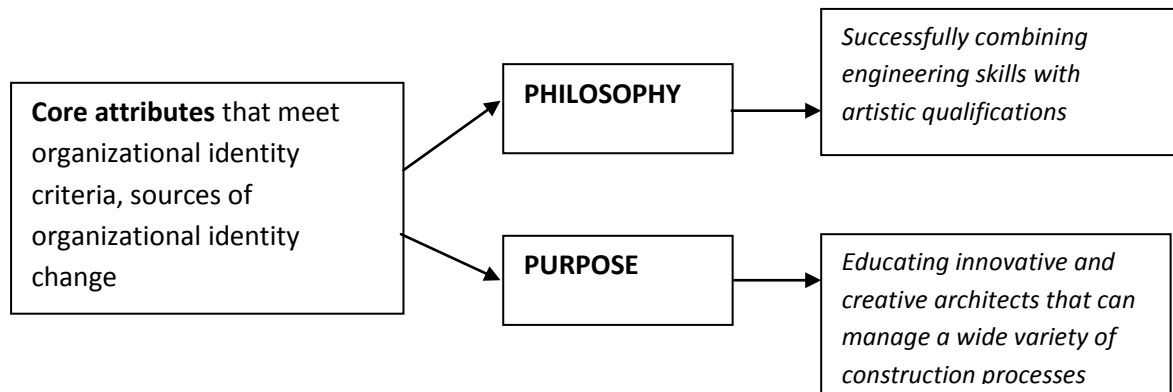 Core attributes that meet
organizational identity
criteria, sources of
organizational identity
change
PHILOSOPHY
Successfully combining
engineering skills with
artistic qualifications
PURPOSE
Educating innovative and
creative architects that can
manage a wide variety of
construction processes